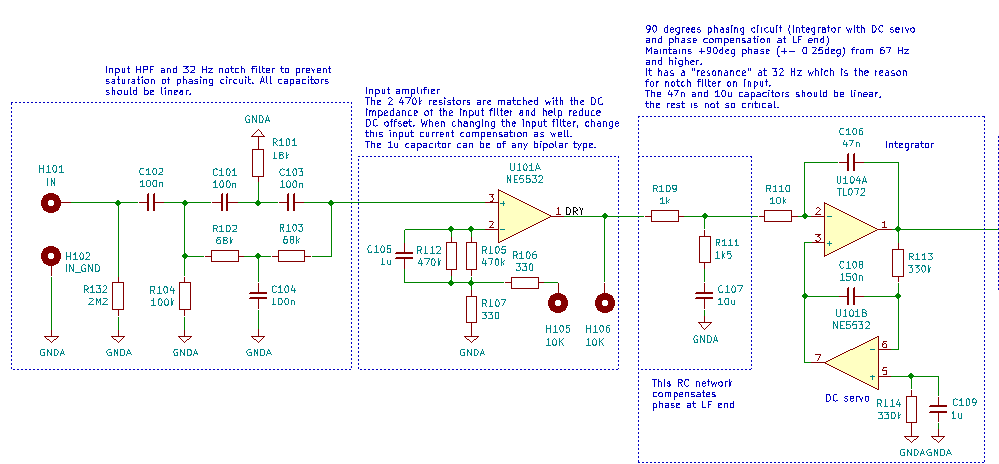 Input HPF and 32 Hz notch filter to prevent
saturation of phasing circuit. All capacitors
should be linear.
H101
IN
H102
IN_GND
GNDA
R132
2M2
GNDA
C102
100n
C101
100n
C103
100n
GNDA
R101
18k
R102
68k
R103
68k
R104
100k
GNDA
C104
100n
GNDA
Input amplifier
The 2 470k resistors are matched with the DC
impedance of the input filter and help reduce
DC offset. When changing the input filter, change
this input current compensation as well.
The 1u capacitor can be of any bipolar type.
U101A
NE5532
3
+
2
-
1
DRY
C105
1u
R112
470k
R105
470k
R106
330
R107
330
GNDA
H105
10K
H106
10K
90 degrees phasing circuit (Integrator with DC servo
and phase compensation at LF end)
Maintains +90deg phase (+- 0.25deg) from 67 Hz
and higher.
It has a "resonance" at 32 Hz which is the reason
for notch filter on input.
The 47n and 10u capacitors should be linear,
the rest is not so critical.
R109
1k
R111
1k5
C107
10u
GNDA
This RC network
compensates
phase at LF end
R110
10k
C106
47n
Integrator
U104A
TL072
2
-
3
+
1
R113
330k
C108
150n
U101B
NE5532
7
6
-
5
+
DC servo
R114
330k
C109
1u
GNDA
GNDA